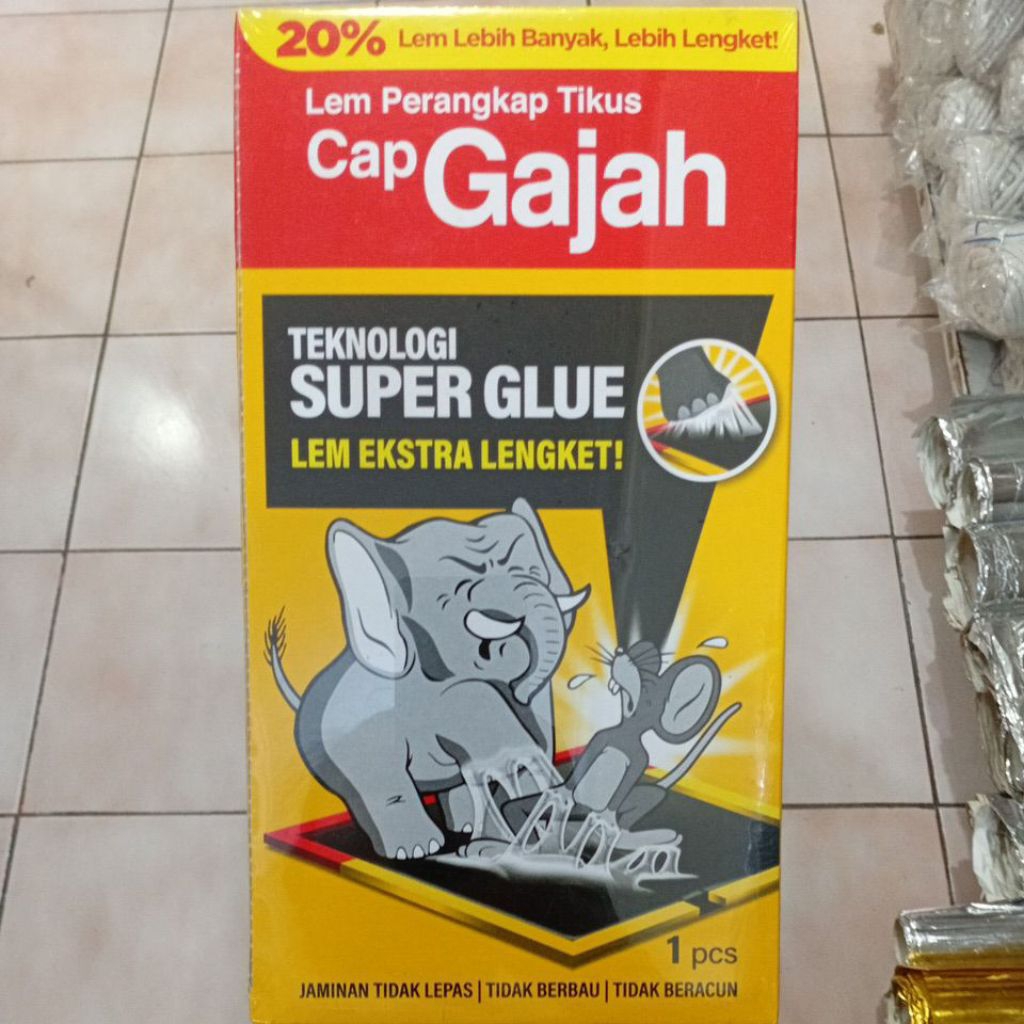 20% Lem Lebih Banyak, Lebih Lengket!
Lem Perangkap Tikus
Cap Gajah
TEKNOLOGI
SUPER GLUE
LEM EKSTRA LENGKET!
1 pcs
JAMINAN TIDAK LEPAS | TIDAK BERBAU | TIDAK BERACUN